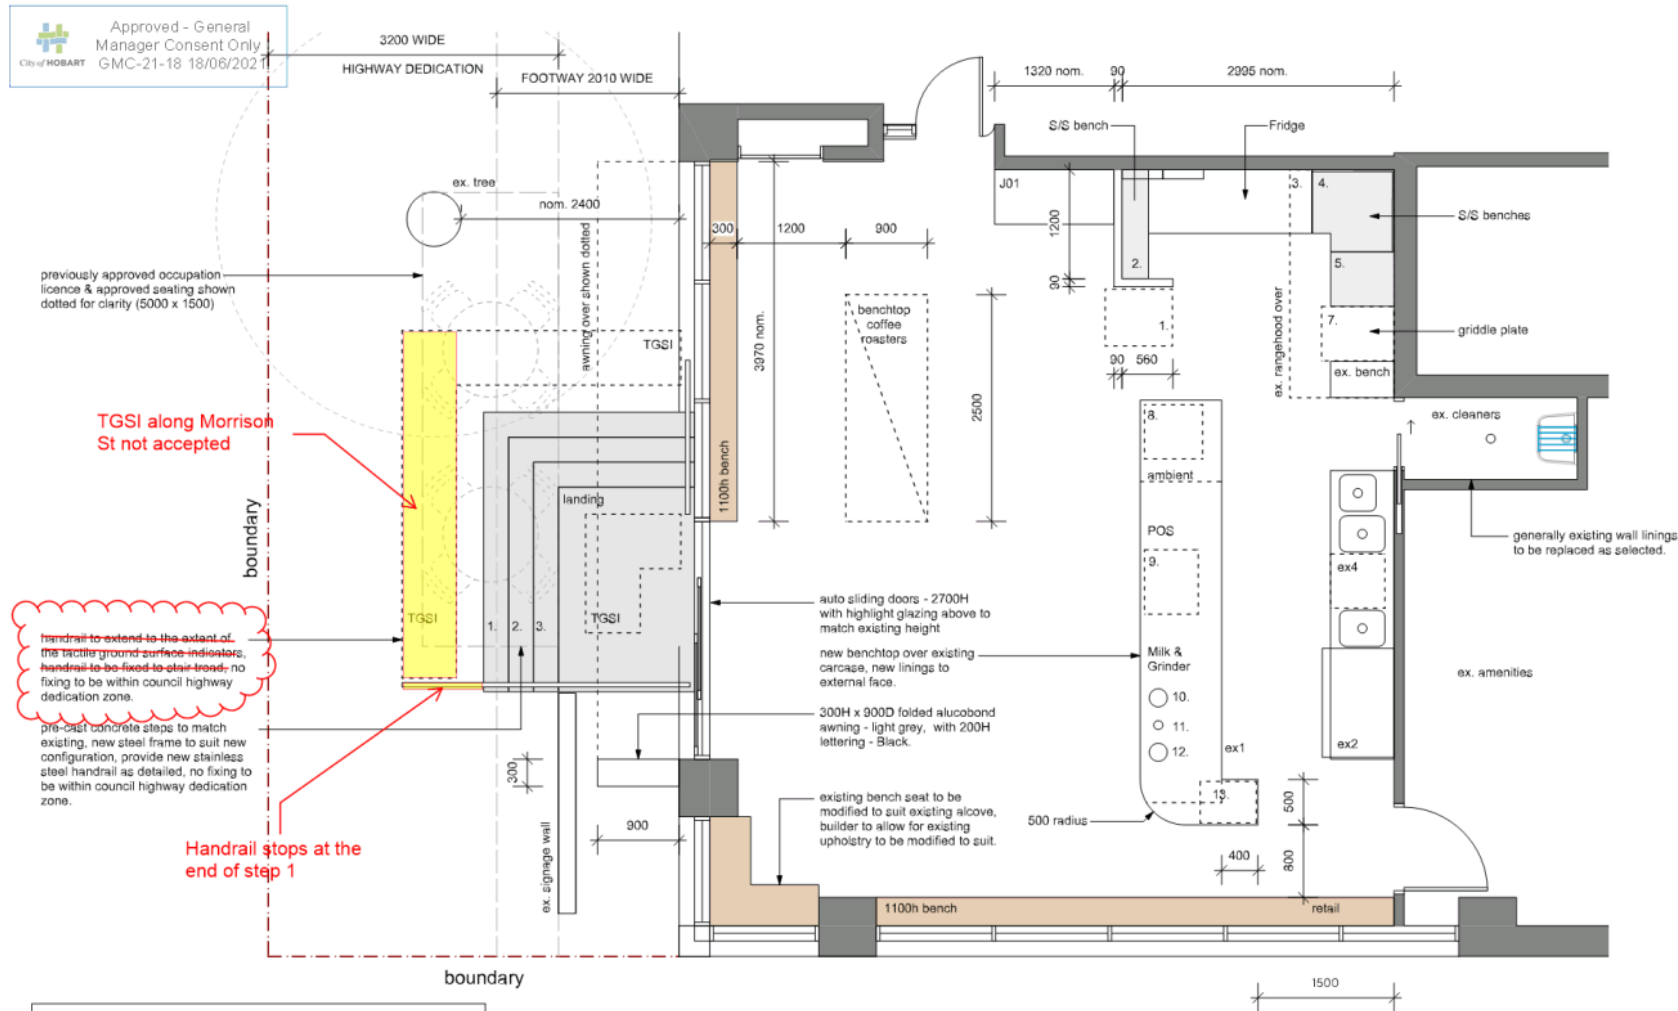 Approved - General
Manager Consent Only
GMC-21-18 18/06/2021
City of HOBART
3200 WIDE
HIGHWAY DEDICATION
FOOTWAY 2010 WIDE
1320 nom.
90
2995 nom.
S/S bench
Fridge
ex. tree
nom. 2400
J01
3.
4.
S/S benches
300
1200
900
1200
2.
5.
90
previously approved occupation
licence & approved seating shown
dotted for clarity (5000 x 1500)
awning over shown dotted
TGSI
3970 nom.
benchtop
coffee
roasters
2500
1.
90
560
ex. rangehood over
7.
griddle plate
ex. bench
TGSI along Morrison
St not accepted
1100h bench
8.
ambient
ex. cleaners
landing
boundary
POS
9.
ex4
generally existing wall linings
to be replaced as selected.
TGSI
1.
2.
3.
TGSI
auto sliding doors - 2700H
with highlight glazing above to
match existing height
handrail to extend to the extent of
the tactile ground surface indicators,
handrail to be fixed to stair tread, no
fixing to be within council highway
dedication zone.
new benchtop over existing
carcase, new linings to
external face.
Milk &
Grinder
ex. amenities
10.
11.
12.
300H x 900D folded alucobond
awning - light grey, with 200H
lettering - Black.
pre-cast concrete steps to match
existing, new steel frame to suit new
configuration, provide new stainless
steel handrail as detailed, no fixing to
be within council highway dedication
zone.
ex1
ex2
300
13.
500
existing bench seat to be
modified to suit existing alcove,
builder to allow for existing
upholstry to be modified to suit.
500 radius
900
Handrail stops at the
end of step 1
400
800
ex. signage wall
1100h bench
retail
boundary
1500